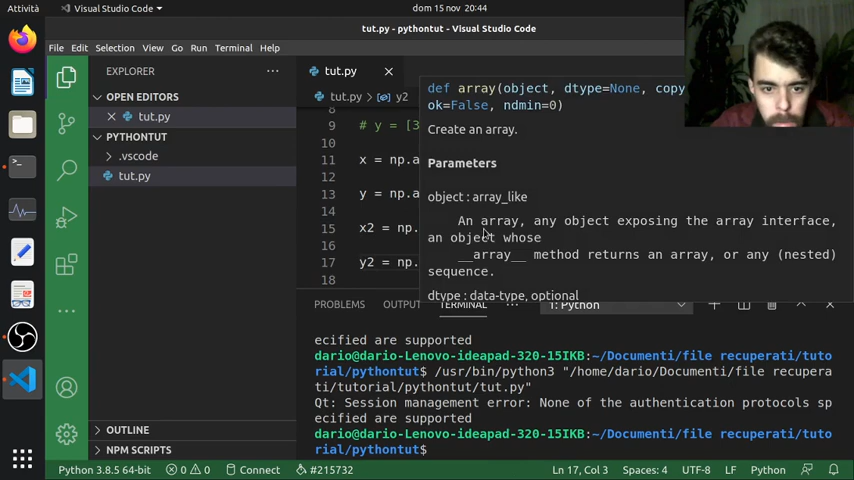 Attività
Visual Studio Code
dom 15 nov 20:44
tut.py - pythontut - Visual Studio Code
File Edit Selection View Go Run Terminal Help
EXPLORER
OPEN EDITORS
tut.py
PYTHONTUT
.vscode
tut.py
OUTLINE
NPM SCRIPTS
tut.py
tut.py > y2
8
9 # y = [3
10
11 x = np.a
12
13 y = np.a
14
15 x2 = np.
16
17 y2 = np.
18
def array(object, dtype=None, copy
ok=False, ndmin=0)
Create an array.
Parameters
object : array_like
An array, any object exposing the array interface,
an object whose
__array__ method returns an array, or any (nested)
sequence.
dtype : data-type, optional
PROBLEMS OUTPUT TERMINAL ... 1: Python
ecified are supported
dario@dario-Lenovo-ideapad-320-15IKB:~/Documenti/file recuperati/tuto
rial/pythontut$ /usr/bin/python3 "/home/dario/Documenti/file recupera
ti/tutorial/pythontut/tut.py"
Qt: Session management error: None of the authentication protocols sp
ecified are supported
dario@dario-Lenovo-ideapad-320-15IKB:~/Documenti/file recuperati/tuto
rial/pythontut$
Python 3.8.5 64-bit 0 0 Connect #215732 Ln 17, Col 3 Spaces: 4 UTF-8 LF Python